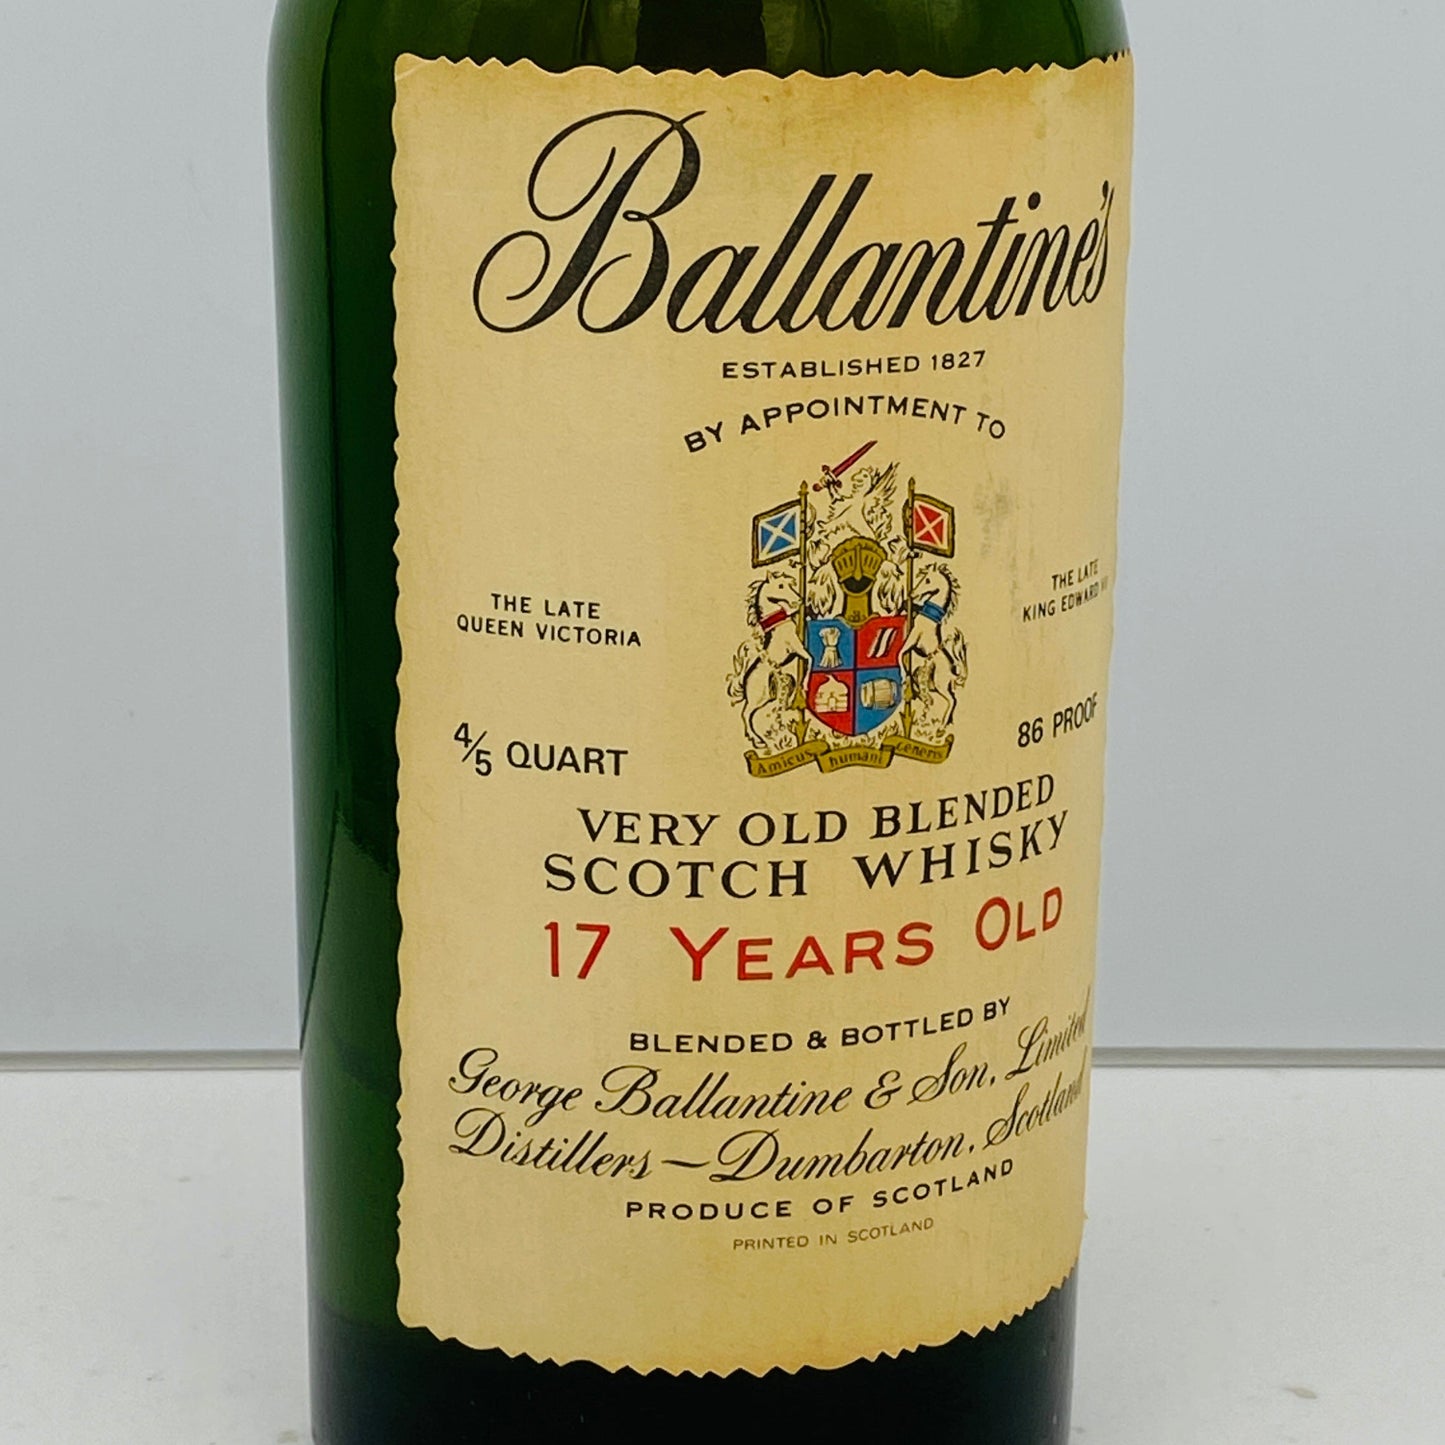 Ballantine's
ESTABLISHED 1827
BY APPOINTMENT TO
THE LATE
QUEEN VICTORIA
THE LATE
KING EDWARD
4/5 QUART
86 PROOF
Amicus humani generis
VERY OLD BLENDED
SCOTCH WHISKY
17 YEARS OLD
BLENDED & BOTTLED BY
George Ballantine & Son, Limited
Distillers — Dumbarton, Scotland
PRODUCE OF SCOTLAND
PRINTED IN SCOTLAND